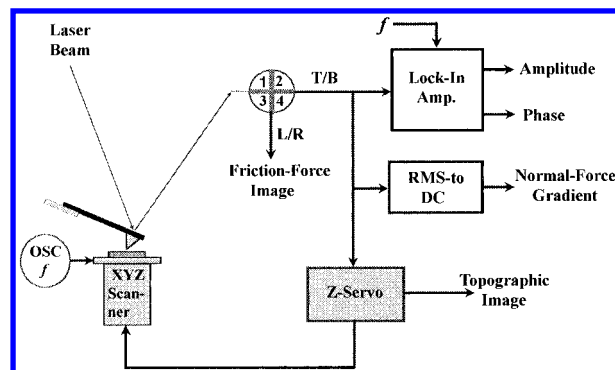 Laser
Beam
f
1 2
3 4
T/B
L/R
Lock-In
Amp.
Amplitude
Phase
Friction-Force
Image
RMS-to
DC
Normal-Force
Gradient
OSC
f
XYZ
Scan-
ner
Z-Servo
Topographic
Image